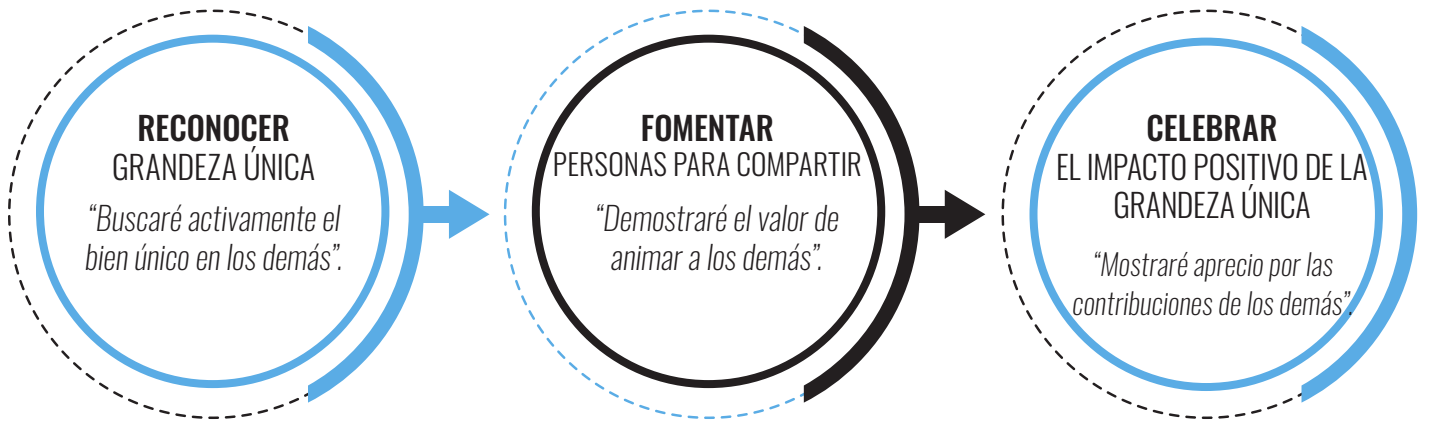 RECONOCER
GRANDEZA ÚNICA
“Buscaré activamente el
bien único en los demás”.
FOMENTAR
PERSONAS PARA COMPARTIR
“Demostraré el valor de
animar a los demás”.
CELEBRAR
EL IMPACTO POSITIVO DE LA
GRANDEZA ÚNICA
“Mostraré aprecio por las
contribuciones de los demás”.